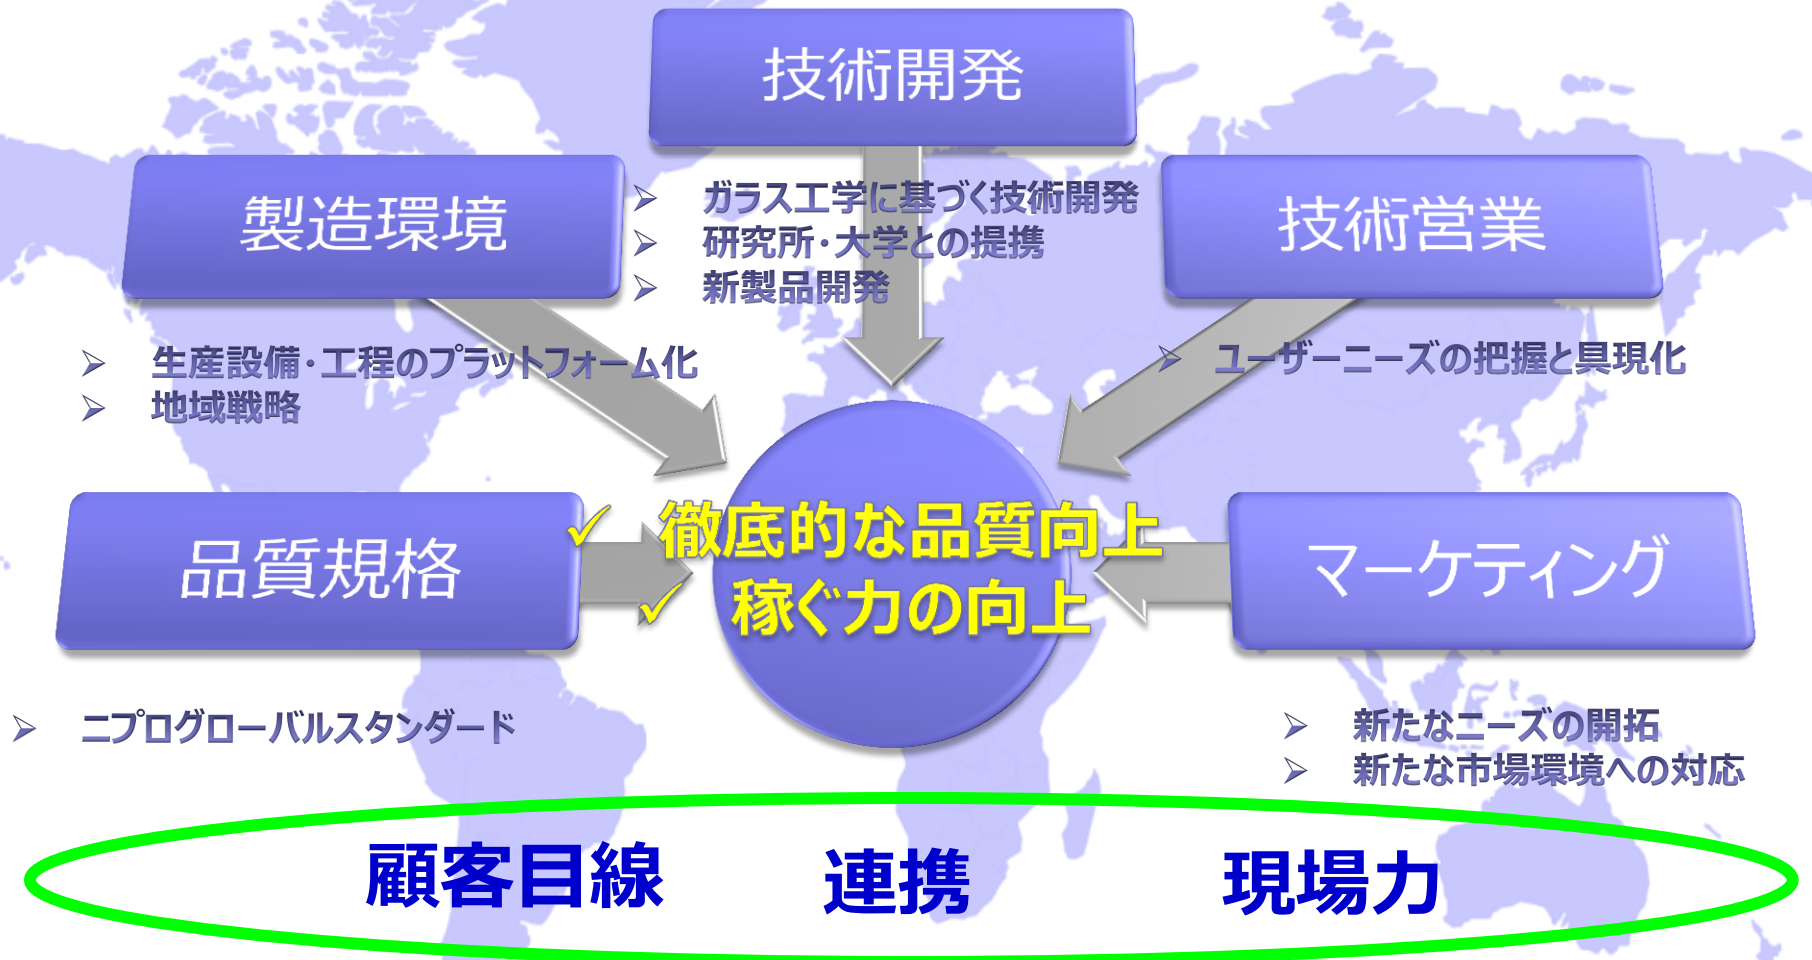 技術開発
➢ ガラス工学に基づく技術開発
➢ 研究所・大学との提携
➢ 新製品開発
製造環境
➢ 生産設備・工程のプラットフォーム化
➢ 地域戦略
技術営業
➢ ユーザーニーズの把握と具現化
品質規格
➢ ニプログローバルスタンダード
✓ 徹底的な品質向上
✓ 稼ぐ力の向上
マーケティング
➢ 新たなニーズの開拓
➢ 新たな市場環境への対応
顧客目線 連携 現場力